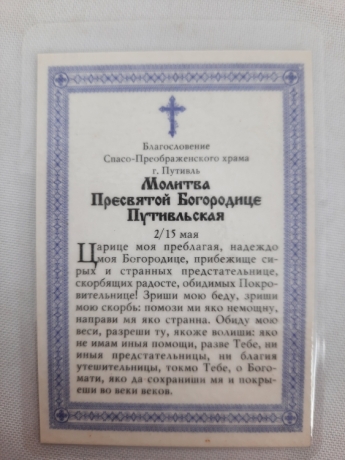 Благословение
Спасо-Преображенского храма
г. Путивль
Молитва
Пресвятой Богородице
Путивльская
2/15 мая
Царице моя преблагая, надеждо
моя Богородице, прибежище си-
рых и странных предстательнице,
скорбящих радосте, обидимых Покро-
вительнице! Зриши мою беду, зриши
мою скорбь: помози ми яко немощну,
направи мя яко странна. Обиду мою
веси, разреши ту, якоже волиши: яко
не имам иныя помощи, разве Тебе, ни
иныя предстательницы, ни благия
утешительницы, токмо Тебе, о Бого-
мати, яко да сохраниши мя и покры-
еши во веки веков.